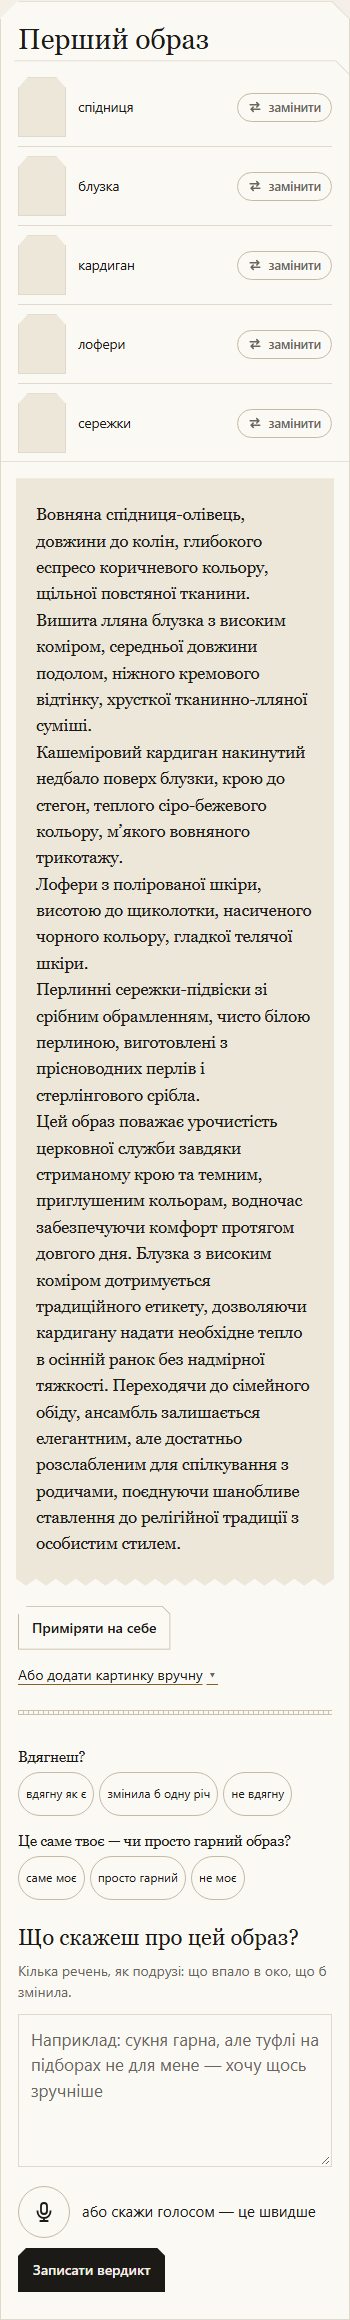 Перший образ
спідниця
замінити
блузка
замінити
кардиган
замінити
лофери
замінити
сережки
замінити
Вовняна спідниця-олівець,
довжини до колін, глибокого
еспресо коричневого кольору,
щільної повстяної тканини.
Вишита лляна блузка з високим
коміром, середньої довжини
подолом, ніжного кремового
відтінку, хрусткої тканинно-лляної
суміші.
Кашеміровий кардиган накинутий
недбало поверх блузки, крою до
стегон, теплого сіро-бежевого
кольору, м’якого вовняного
трикотажу.
Лофери з полірованої шкіри,
висотою до щиколотки, насиченого
чорного кольору, гладкої телячої
шкіри.
Перлинні сережки-підвіски зі
срібним обрамленням, чисто білою
перлиною, виготовлені з
прісноводних перлів і
стерлінгового срібла.
Цей образ поважає урочистість
церковної служби завдяки
стриманому крою та темним,
приглушеним кольорам, водночас
забезпечуючи комфорт протягом
довгого дня. Блузка з високим
коміром дотримується
традиційного етикету, дозволяючи
кардигану надати необхідне тепло
в осінній ранок без надмірної
тяжкості. Переходячи до сімейного
обіду, ансамбль залишається
елегантним, але достатньо
розслабленим для спілкування з
родичами, поєднуючи шанобливе
ставлення до релігійної традиції з
особистим стилем.
Приміряти на себе
Або додати картинку вручну
Вдягнеш?
вдягну як є
змінила б одну річ
не вдягну
Це саме твоє — чи просто гарний образ?
саме моє
просто гарний
не моє
Що скажеш про цей образ?
Кілька речень, як подрузі: що впало в око, що б
змінила.
Наприклад: сукня гарна, але туфлі на
підборах не для мене — хочу щось
зручніше
або скажи голосом — це швидше
Записати вердикт